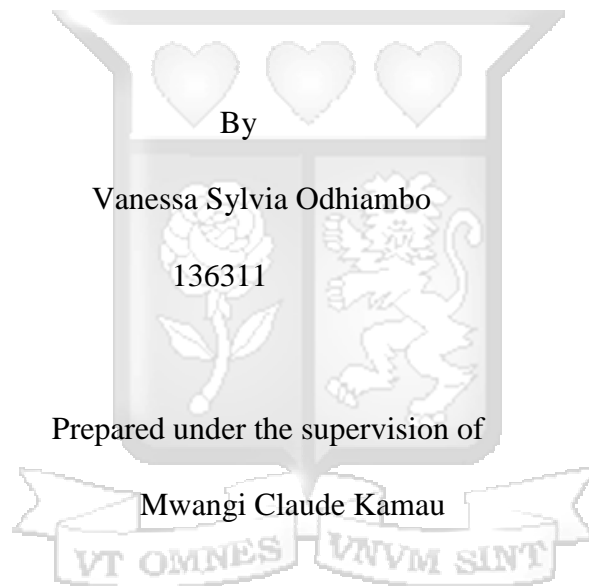 By
Vanessa Sylvia Odhiambo
136311
Prepared under the supervision of
Mwangi Claude Kamau
VT OMNES VNVM SINT